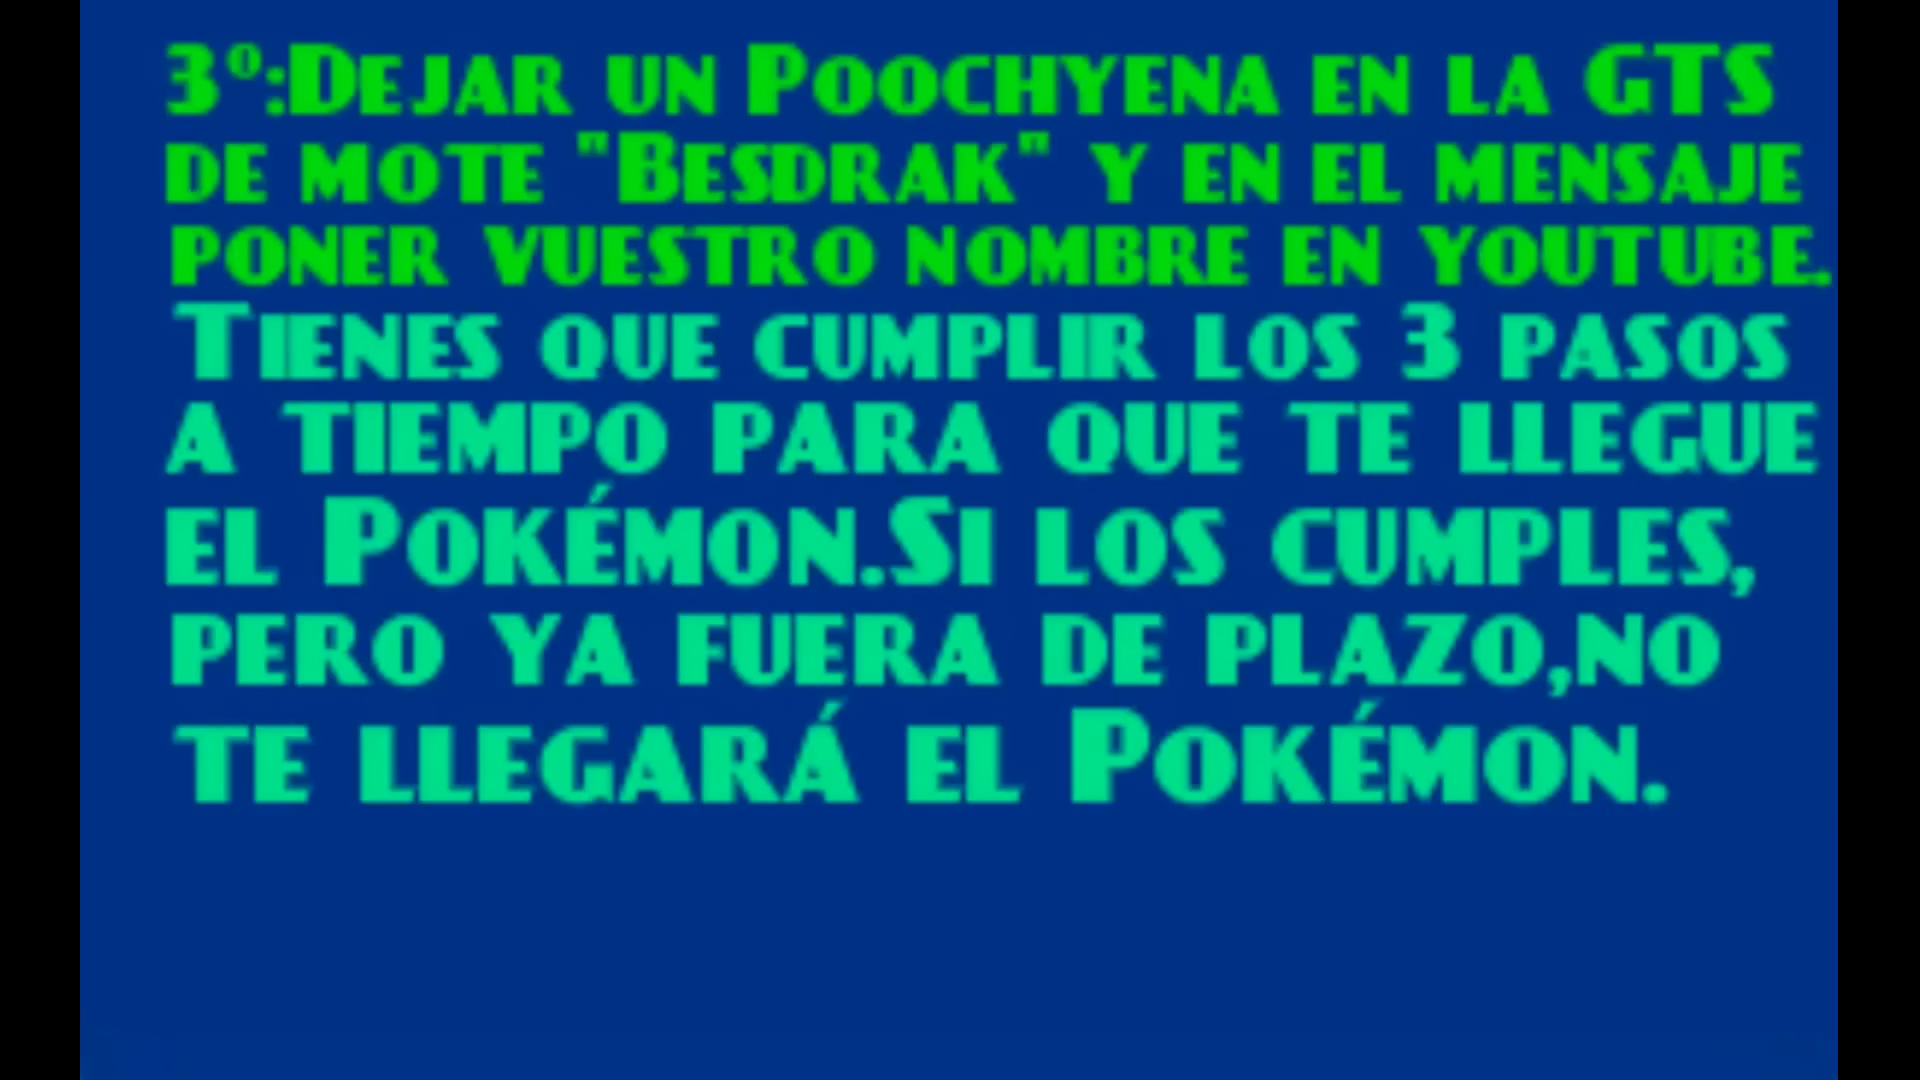 3º:Dejar un Poochyena en la GTS
de mote "Besdrak" y en el mensaje
poner vuestro nombre en youtube.
Tienes que cumplir los 3 pasos
a tiempo para que te llegue
el Pokémon.Si los cumples,
pero ya fuera de plazo,no
te llegará el Pokémon.